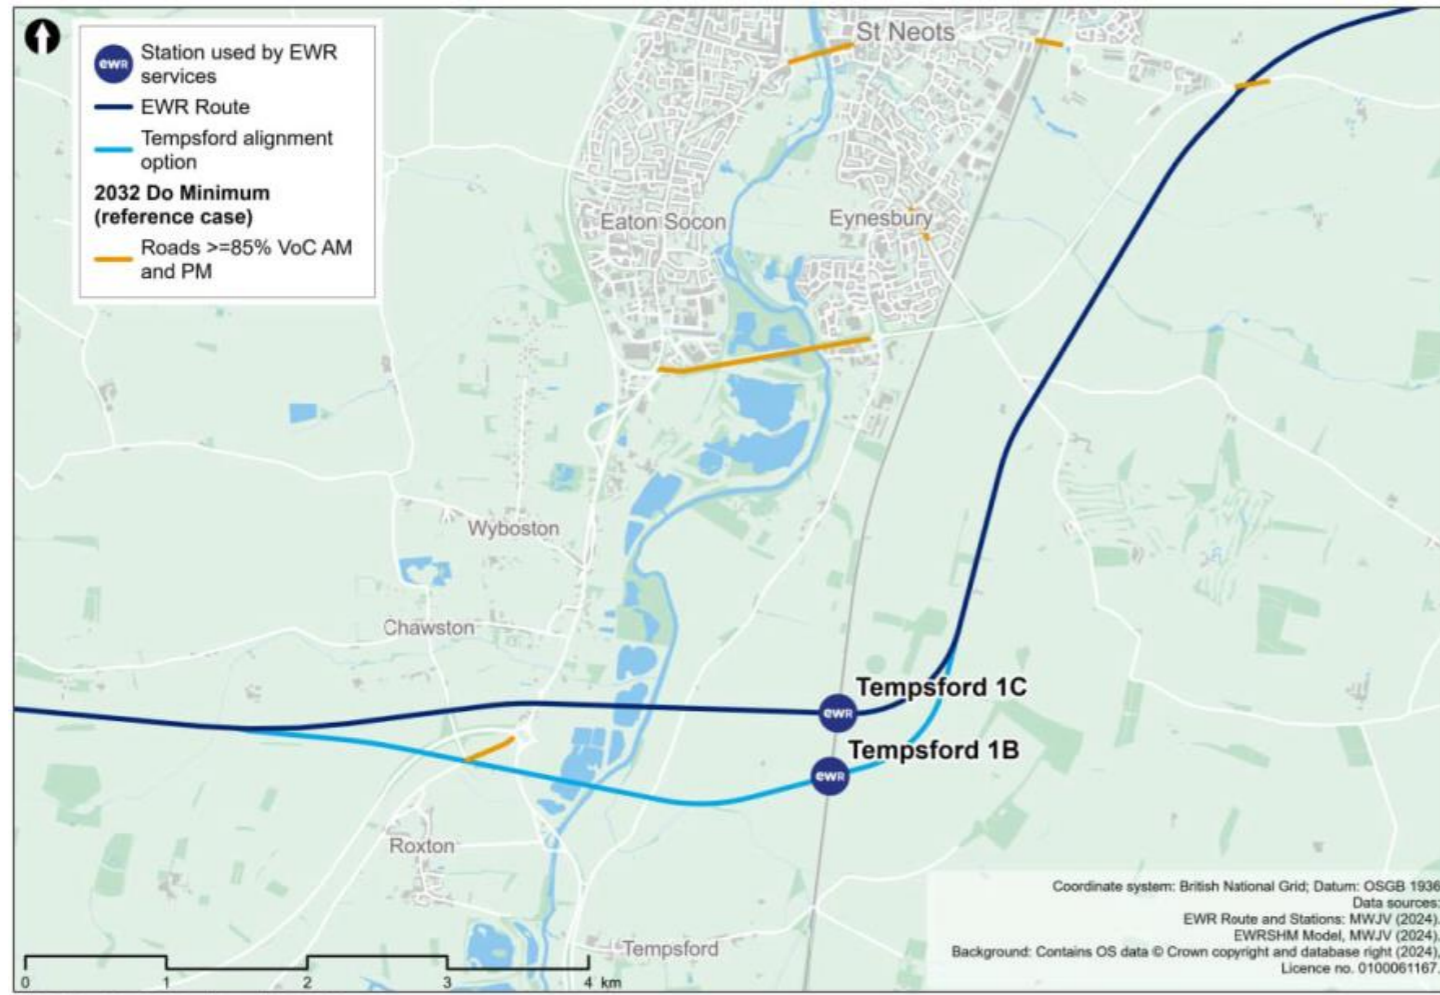 ewr
Station used by EWR
services
EWR Route
Tempsford alignment
option
2032 Do Minimum
(reference case)
Roads >=85% VoC AM
and PM
St Neots
Eaton Socon
Eynesbury
Wyboston
Chawston
Tempsford 1C
ewr
Tempsford 1B
ewr
Roxton
Tempsford
Coordinate system: British National Grid; Datum: OSGB 1936
Data sources:
EWR Route and Stations: MWJV (2024).
EWRSHM Model, MWJV (2024).
Background: Contains OS data © Crown copyright and database right (2024).
Licence no. 0100061167.
0 1 2 3 4 km